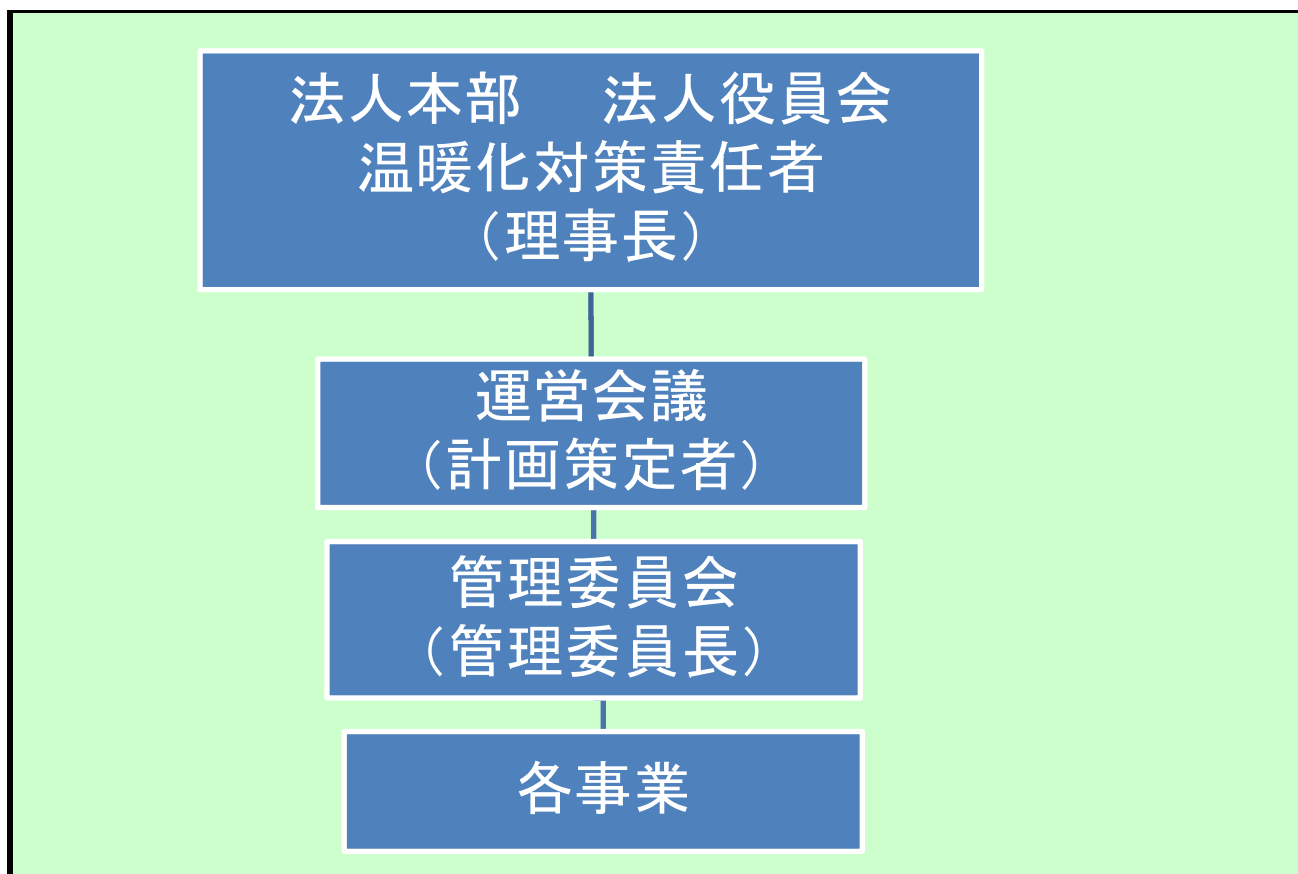 法人本部　法人役員会
温暖化対策責任者
（理事長）
運営会議
（計画策定者）
管理委員会
（管理委員長）
各事業